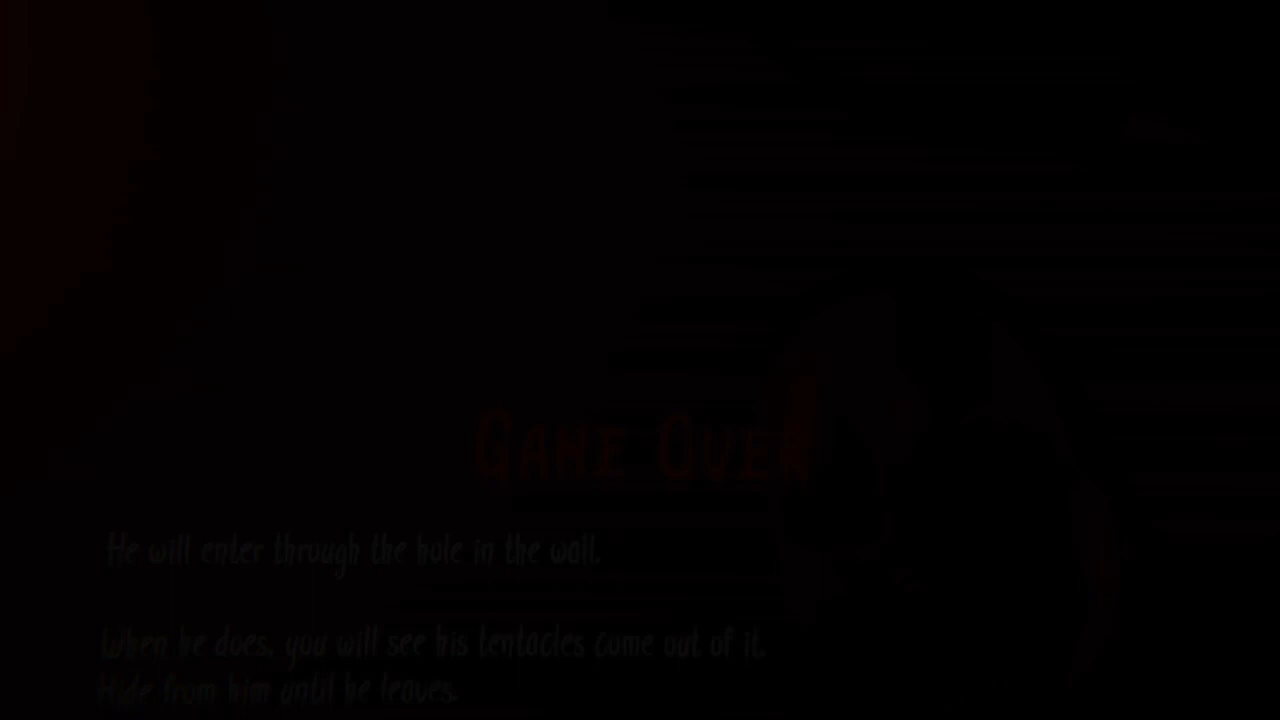 Game Over
He will enter through the hole in the wall.
When he does, you will see his tentacles come out of it.
Hide from him until he leaves.